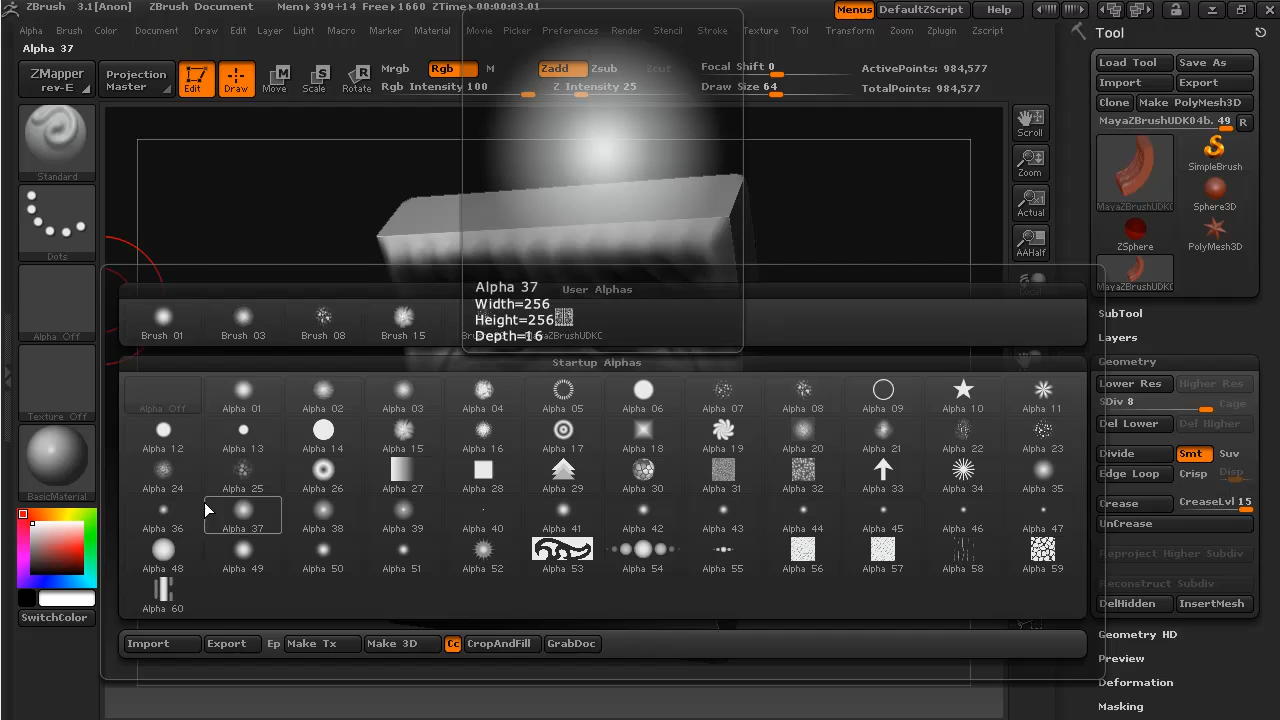 ZBrush 3.1[Anon] ZBrush Document Mem▸399+14 Free▸1660 ZTime▸00:00:03.01 Menus DefaultZScript Help
Alpha Brush Color Document Draw Edit Layer Light Macro Marker Material Movie Picker Preferences Render Stencil Stroke Texture Tool Transform Zoom Zplugin Zscript
Alpha 37
ZMapper
rev-E
Projection
Master
Edit
Draw
Move
Scale
Rotate
Mrgb Rgb M
Rgb Intensity 100
Zadd Zsub Zcut
Z Intensity 25
Focal Shift 0
Draw Size 64
ActivePoints: 984,577
TotalPoints: 984,577
Standard
Dots
Alpha Off
Texture Off
BasicMaterial
SwitchColor
Scroll
Zoom
Actual
AAHalf
Local
Alpha 37
Width=256
Height=256
Depth=16
User Alphas
Brush 01 Brush 03 Brush 08 Brush 15
Startup Alphas
Alpha Off Alpha 01 Alpha 02 Alpha 03 Alpha 04 Alpha 05 Alpha 06 Alpha 07 Alpha 08 Alpha 09 Alpha 10 Alpha 11
Alpha 12 Alpha 13 Alpha 14 Alpha 15 Alpha 16 Alpha 17 Alpha 18 Alpha 19 Alpha 20 Alpha 21 Alpha 22 Alpha 23
Alpha 24 Alpha 25 Alpha 26 Alpha 27 Alpha 28 Alpha 29 Alpha 30 Alpha 31 Alpha 32 Alpha 33 Alpha 34 Alpha 35
Alpha 36 Alpha 37 Alpha 38 Alpha 39 Alpha 40 Alpha 41 Alpha 42 Alpha 43 Alpha 44 Alpha 45 Alpha 46 Alpha 47
Alpha 48 Alpha 49 Alpha 50 Alpha 51 Alpha 52 Alpha 53 Alpha 54 Alpha 55 Alpha 56 Alpha 57 Alpha 58 Alpha 59
Alpha 60
Import Export Ep Make Tx Make 3D Cc CropAndFill GrabDoc
Tool
Load Tool Save As
Import Export
Clone Make PolyMesh3D
MayaZBrushUDK04b. 49 R
MayaZBrushUDKC
SimpleBrush
Sphere3D
ZSphere
PolyMesh3D
MayaZBrushUDKC
SubTool
Layers
Geometry
Lower Res Higher Res
SDiv 8 Cage
Del Lower Del Higher
Divide Smt Suv
Edge Loop Crisp Disp
Crease CreaseLvl 15
UnCrease
Reproject Higher Subdiv
Reconstruct Subdiv
DelHidden InsertMesh
Geometry HD
Preview
Deformation
Masking